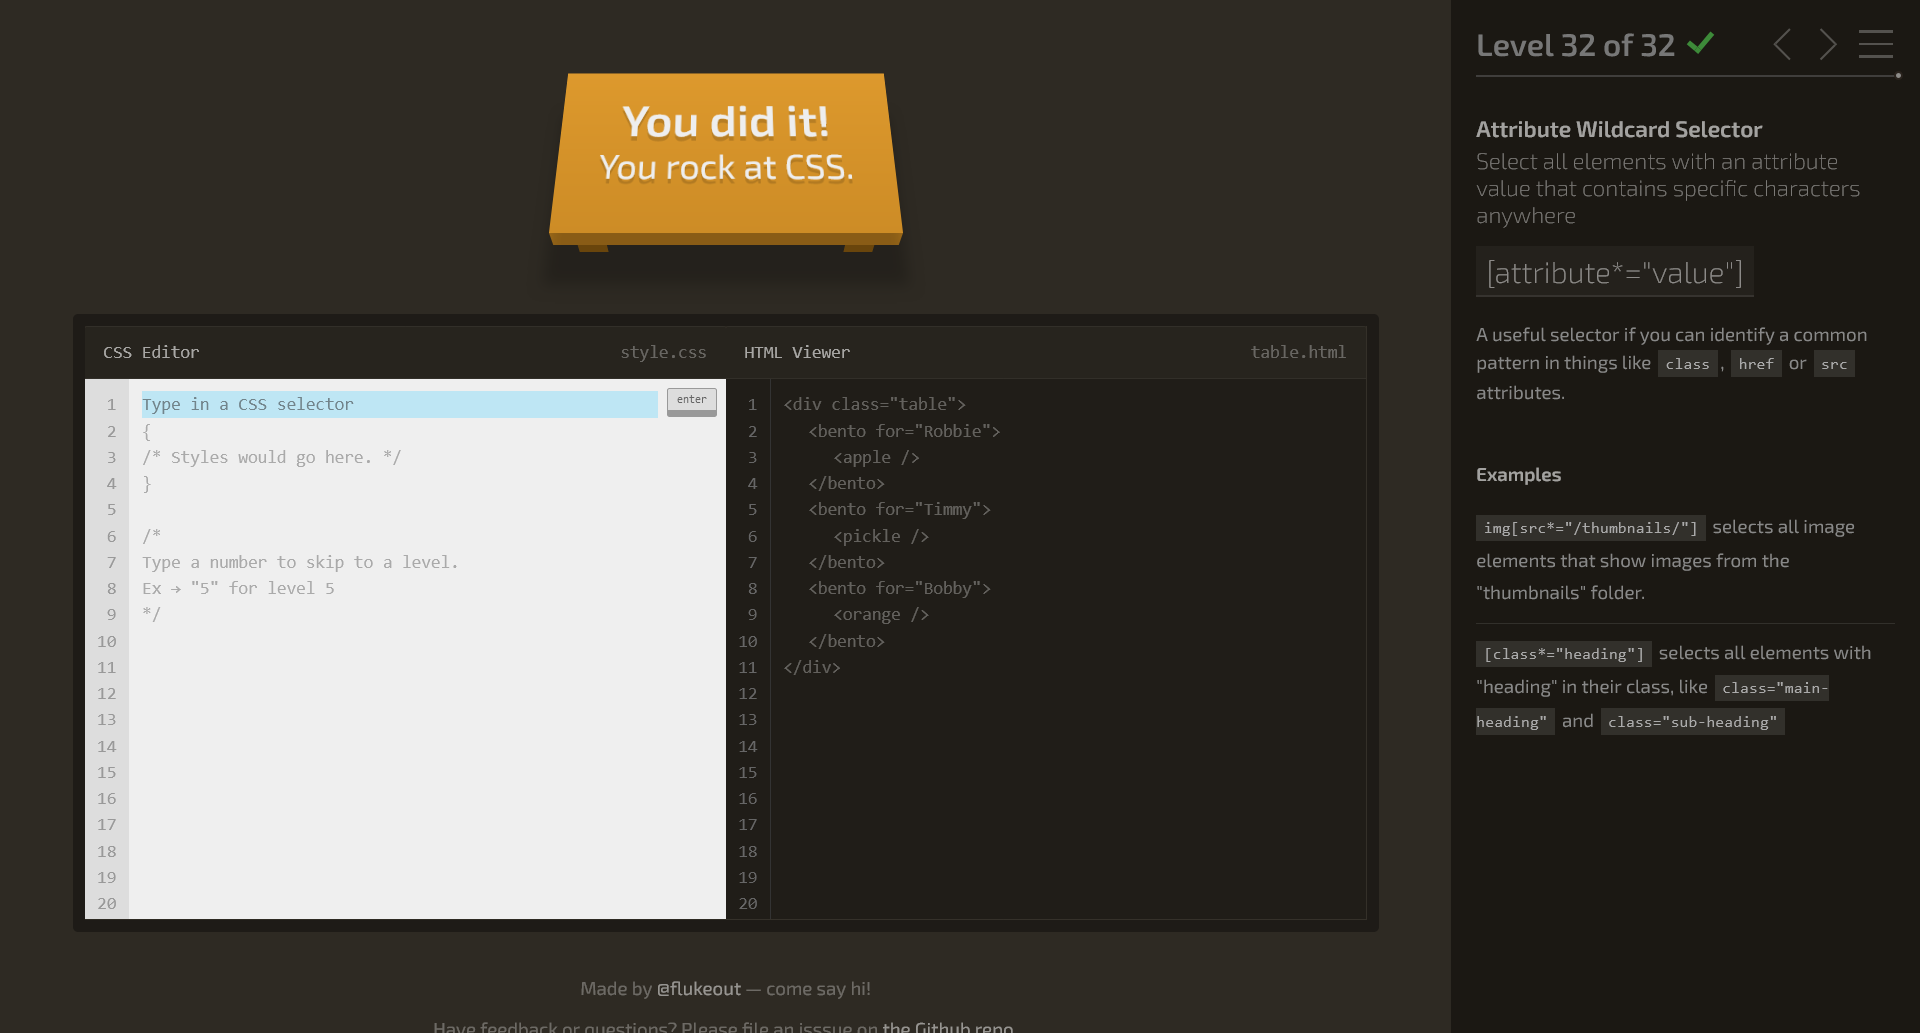 You did it!
You rock at CSS.
CSS Editor style.css
1 Type in a CSS selector enter
2 {
3 /* Styles would go here. */
4 }
5
6 /*
7 Type a number to skip to a level.
8 Ex → "5" for level 5
9 */
10
11
12
13
14
15
16
17
18
19
20
HTML Viewer table.html
1 <div class="table">
2 <bento for="Robbie">
3 <apple />
4 </bento>
5 <bento for="Timmy">
6 <pickle />
7 </bento>
8 <bento for="Bobby">
9 <orange />
10 </bento>
11 </div>
12
13
14
15
16
17
18
19
20
Made by @flukeout — come say hi!
Have feedback or questions? Please file an isssue on the Github repo
Level 32 of 32
Attribute Wildcard Selector
Select all elements with an attribute
value that contains specific characters
anywhere
[attribute*="value"]
A useful selector if you can identify a common
pattern in things like class , href or src
attributes.
Examples
img[src*="/thumbnails/"] selects all image
elements that show images from the
"thumbnails" folder.
[class*="heading"] selects all elements with
"heading" in their class, like class="main-
heading" and class="sub-heading"